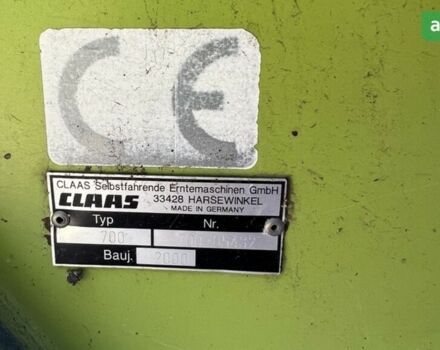 CE
CLAAS Selbstfahrende Erntemaschinen GmbH
CLAAS 33428 HARSEWINKEL
MADE IN GERMANY
Typ Nr.
700
Bauj. 2000